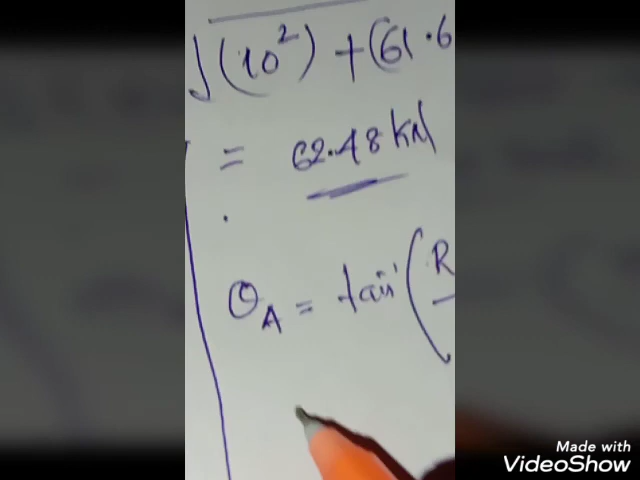 √(10²) + (61.6
= 62.48 kN
θA = tan⁻¹(R
Made with
VideoShow